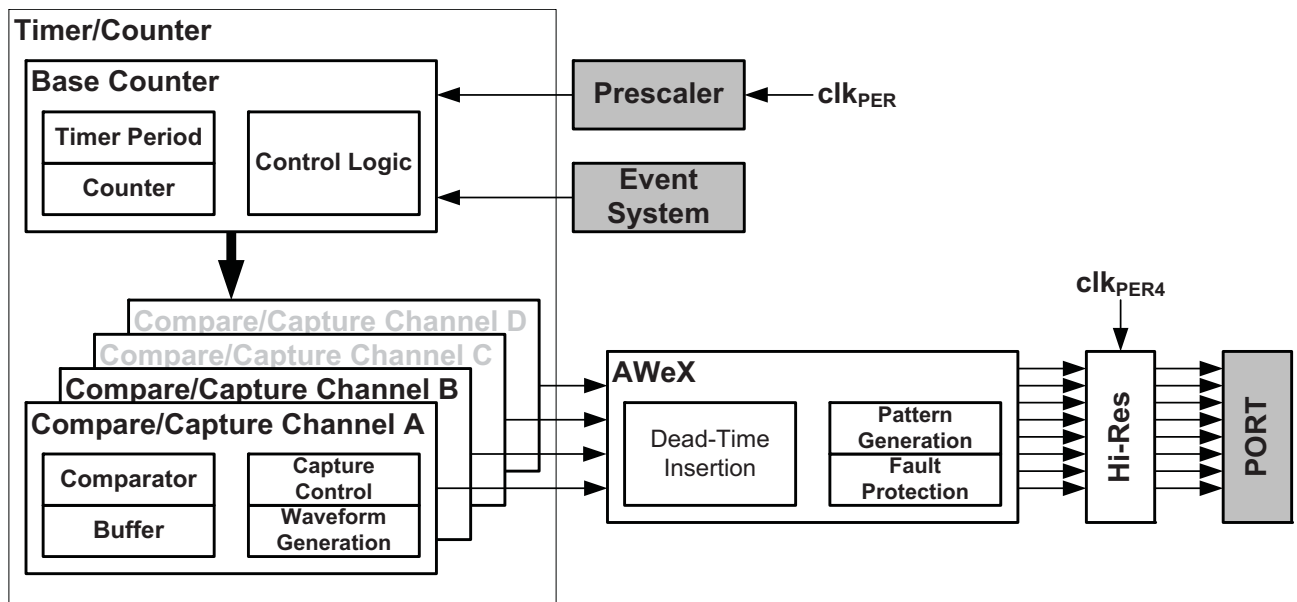 Timer/Counter
Base Counter
Timer Period
Counter
Control Logic
Prescaler
clkPER
Event
System
clkPER4
Compare/Capture Channel D
Compare/Capture Channel C
Compare/Capture Channel B
Compare/Capture Channel A
Comparator
Buffer
Capture
Control
Waveform
Generation
AWeX
Dead-Time
Insertion
Pattern
Generation
Fault
Protection
Hi-Res
PORT